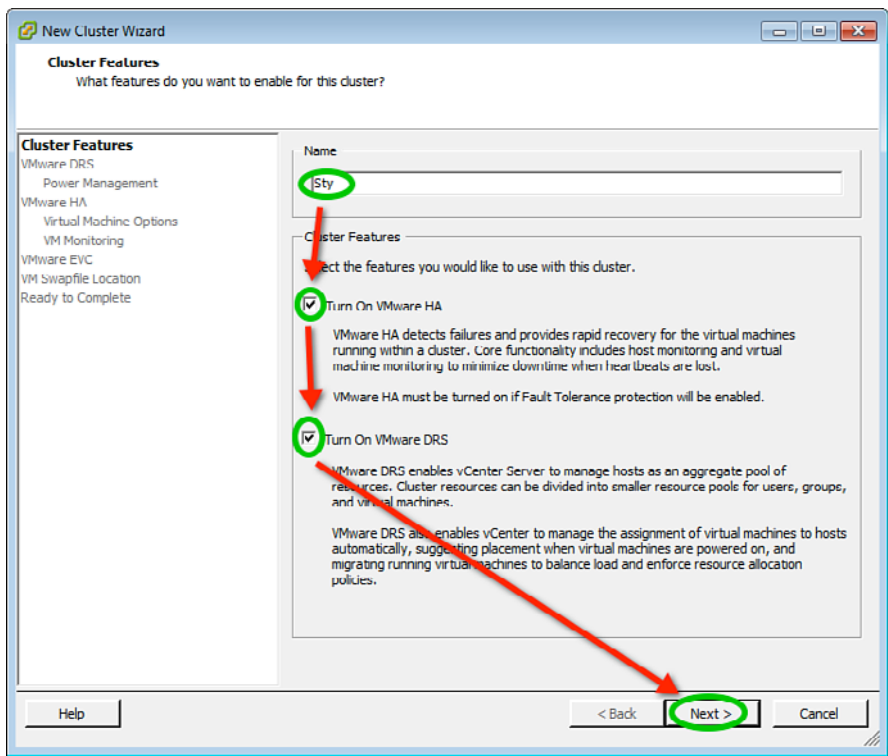 New Cluster Wizard
Cluster Features
What features do you want to enable for this cluster?
Cluster Features
VMware DRS
Power Management
VMware HA
Virtual Machine Options
VM Monitoring
VMware EVC
VM Swapfile Location
Ready to Complete
Name
Sty
Cluster Features
Select the features you would like to use with this cluster.
Turn On VMware HA
VMware HA detects failures and provides rapid recovery for the virtual machines
running within a cluster. Core functionality includes host monitoring and virtual
machine monitoring to minimize downtime when heartbeats are lost.
VMware HA must be turned on if Fault Tolerance protection will be enabled.
Turn On VMware DRS
VMware DRS enables vCenter Server to manage hosts as an aggregate pool of
resources. Cluster resources can be divided into smaller resource pools for users, groups,
and virtual machines.
VMware DRS also enables vCenter to manage the assignment of virtual machines to hosts
automatically, suggesting placement when virtual machines are powered on, and
migrating running virtual machines to balance load and enforce resource allocation
policies.
Help
< Back
Next >
Cancel